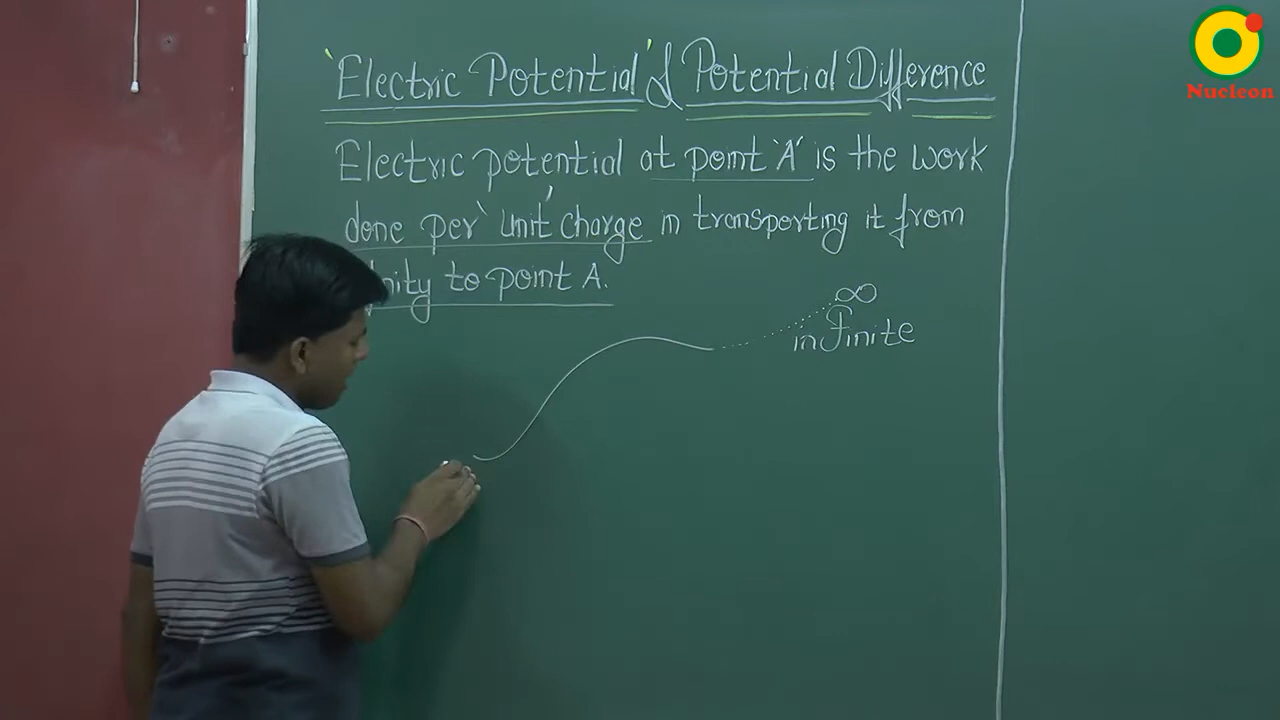 'Electric Potential' & Potential Difference
Electric potential at point 'A' is the work
done per 'unit' charge in transporting it from
nity to point A.
∞
infinite
Nucleon